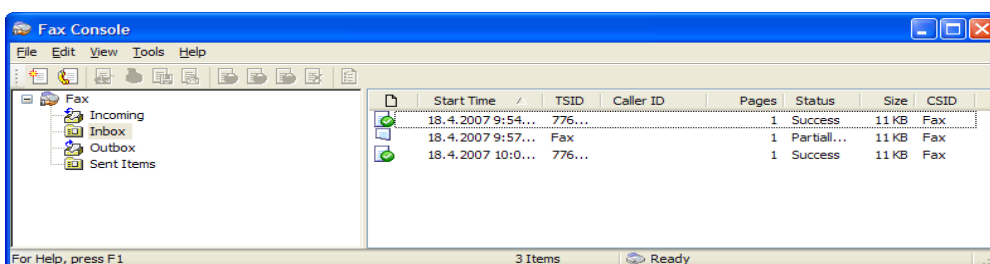 Fax Console
File Edit View Tools Help
Fax
Incoming
Inbox
Outbox
Sent Items
Start Time TSID Caller ID Pages Status Size CSID
18.4.2007 9:54... 776... 1 Success 11 KB Fax
18.4.2007 9:57... Fax 1 Partiall... 11 KB Fax
18.4.2007 10:0... 776... 1 Success 11 KB Fax
For Help, press F1 3 Items Ready